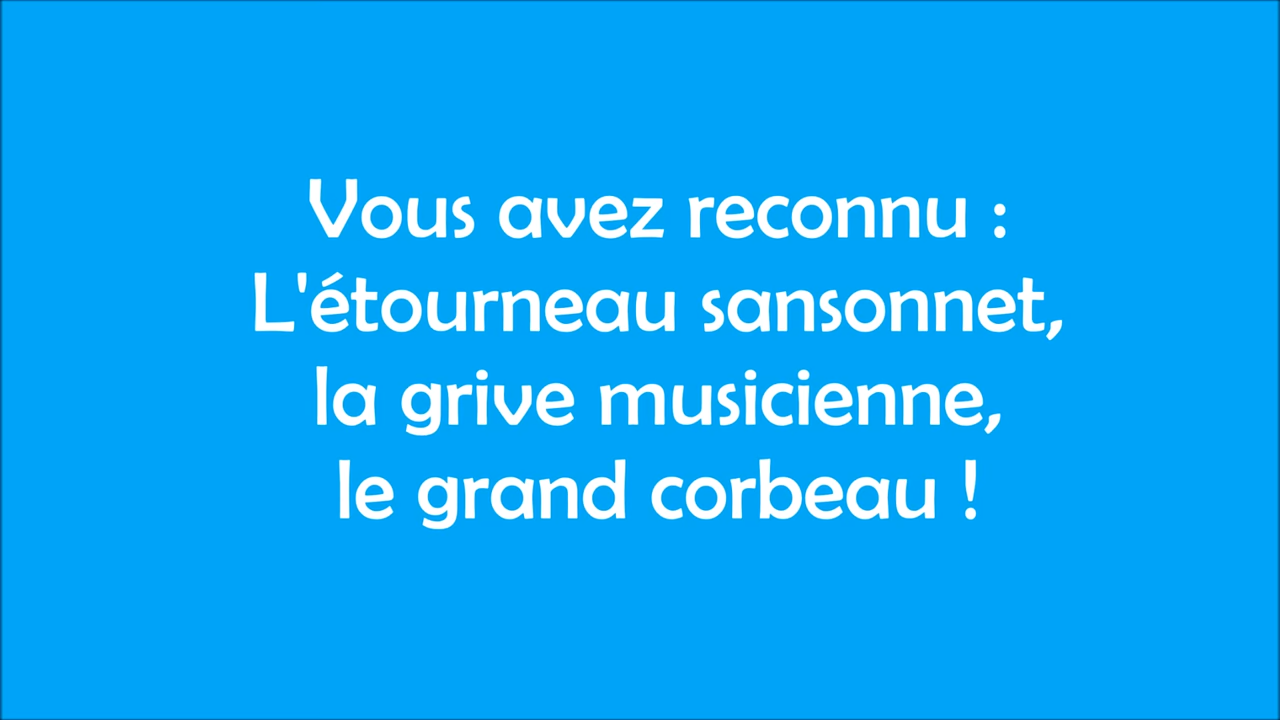 Vous avez reconnu :
L'étourneau sansonnet,
la grive musicienne,
le grand corbeau !